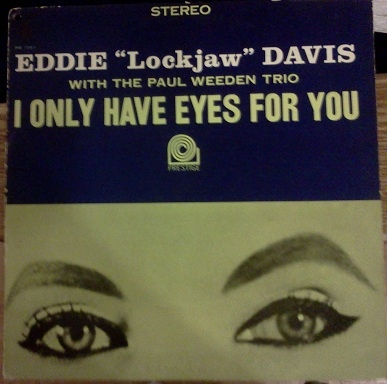 STEREO
EDDIE "Lockjaw" DAVIS
WITH THE PAUL WEEDEN TRIO
I ONLY HAVE EYES FOR YOU
PRESTIGE